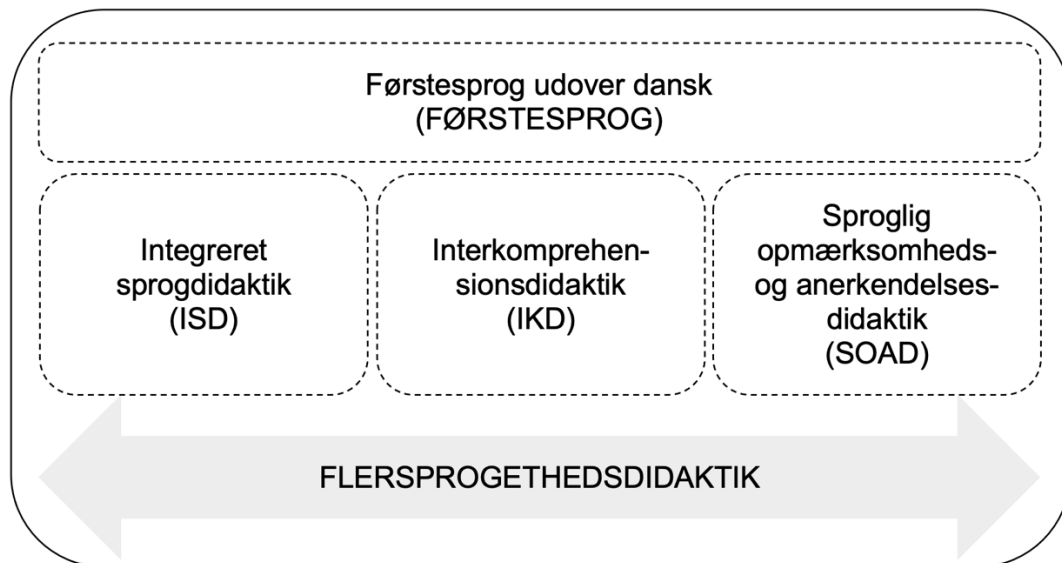 Førstesprog udover dansk
(FØRSTESPROG)
Integreret
sprogdidaktik
(ISD)
Interkomprehen-
sionsdidaktik
(IKD)
Sproglig
opmærksomheds-
og anerkendelses-
didaktik
(SOAD)
FLERSPROGETHEDSDIDAKTIK